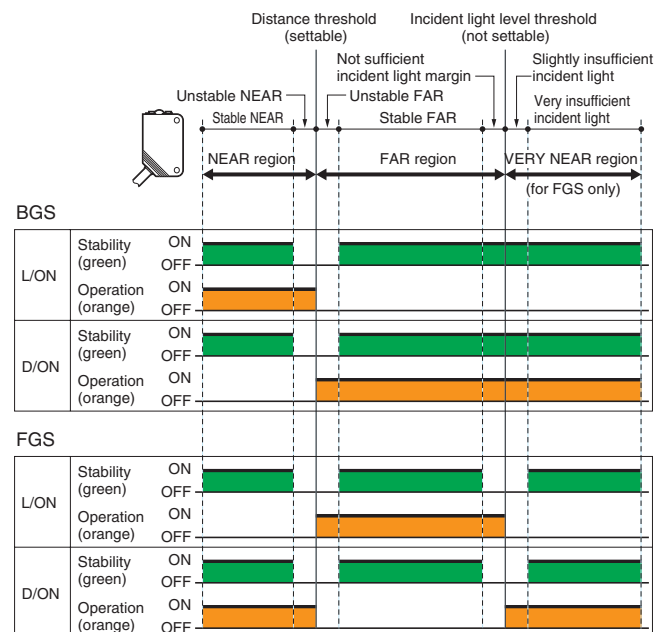 Distance threshold
(settable)
Incident light level threshold
(not settable)
Not sufficient
incident light margin
Slightly insufficient
incident light
Unstable NEAR
Unstable FAR
Very insufficient
incident light
Stable NEAR
Stable FAR
NEAR region
FAR region
VERY NEAR region
(for FGS only)
BGS
L/ON
Stability
(green)
ON
OFF
Operation
(orange)
ON
OFF
D/ON
Stability
(green)
ON
OFF
Operation
(orange)
ON
OFF
FGS
L/ON
Stability
(green)
ON
OFF
Operation
(orange)
ON
OFF
D/ON
Stability
(green)
ON
OFF
Operation
(orange)
ON
OFF